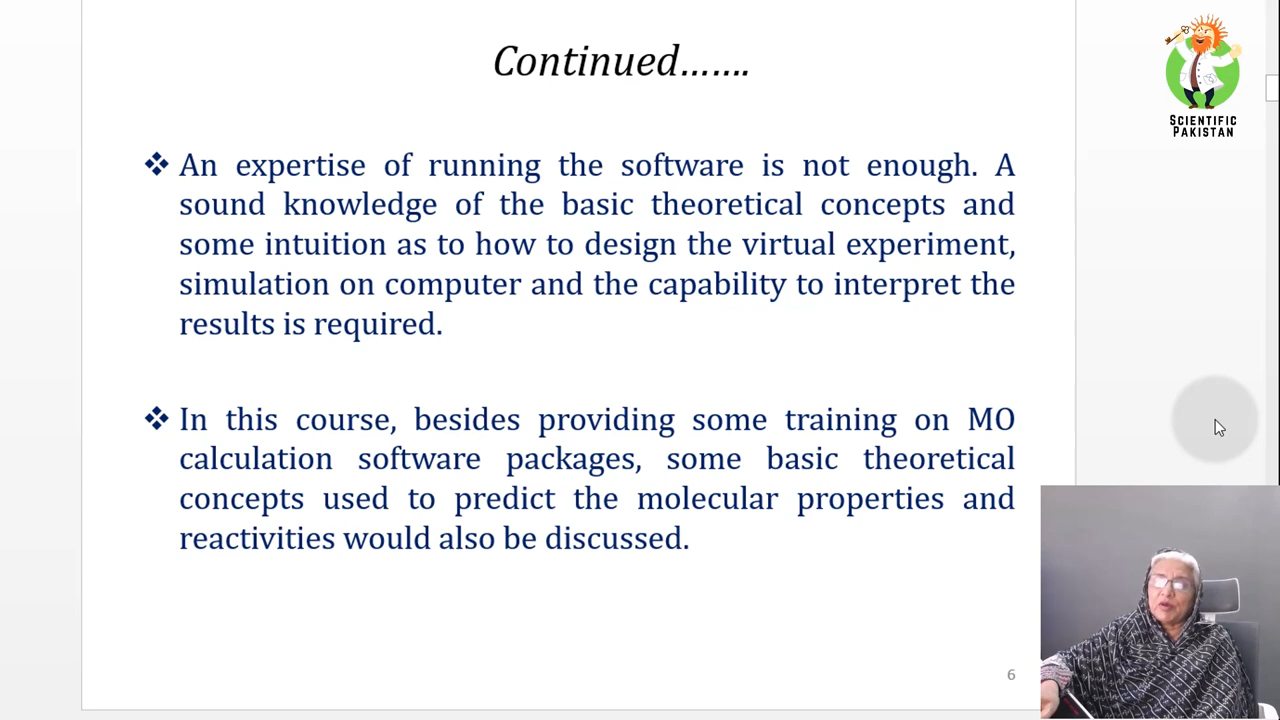 Continued…….
SCIENTIFIC
PAKISTAN
❖ An expertise of running the software is not enough. A
sound knowledge of the basic theoretical concepts and
some intuition as to how to design the virtual experiment,
simulation on computer and the capability to interpret the
results is required.
❖ In this course, besides providing some training on MO
calculation software packages, some basic theoretical
concepts used to predict the molecular properties and
reactivities would also be discussed.
6